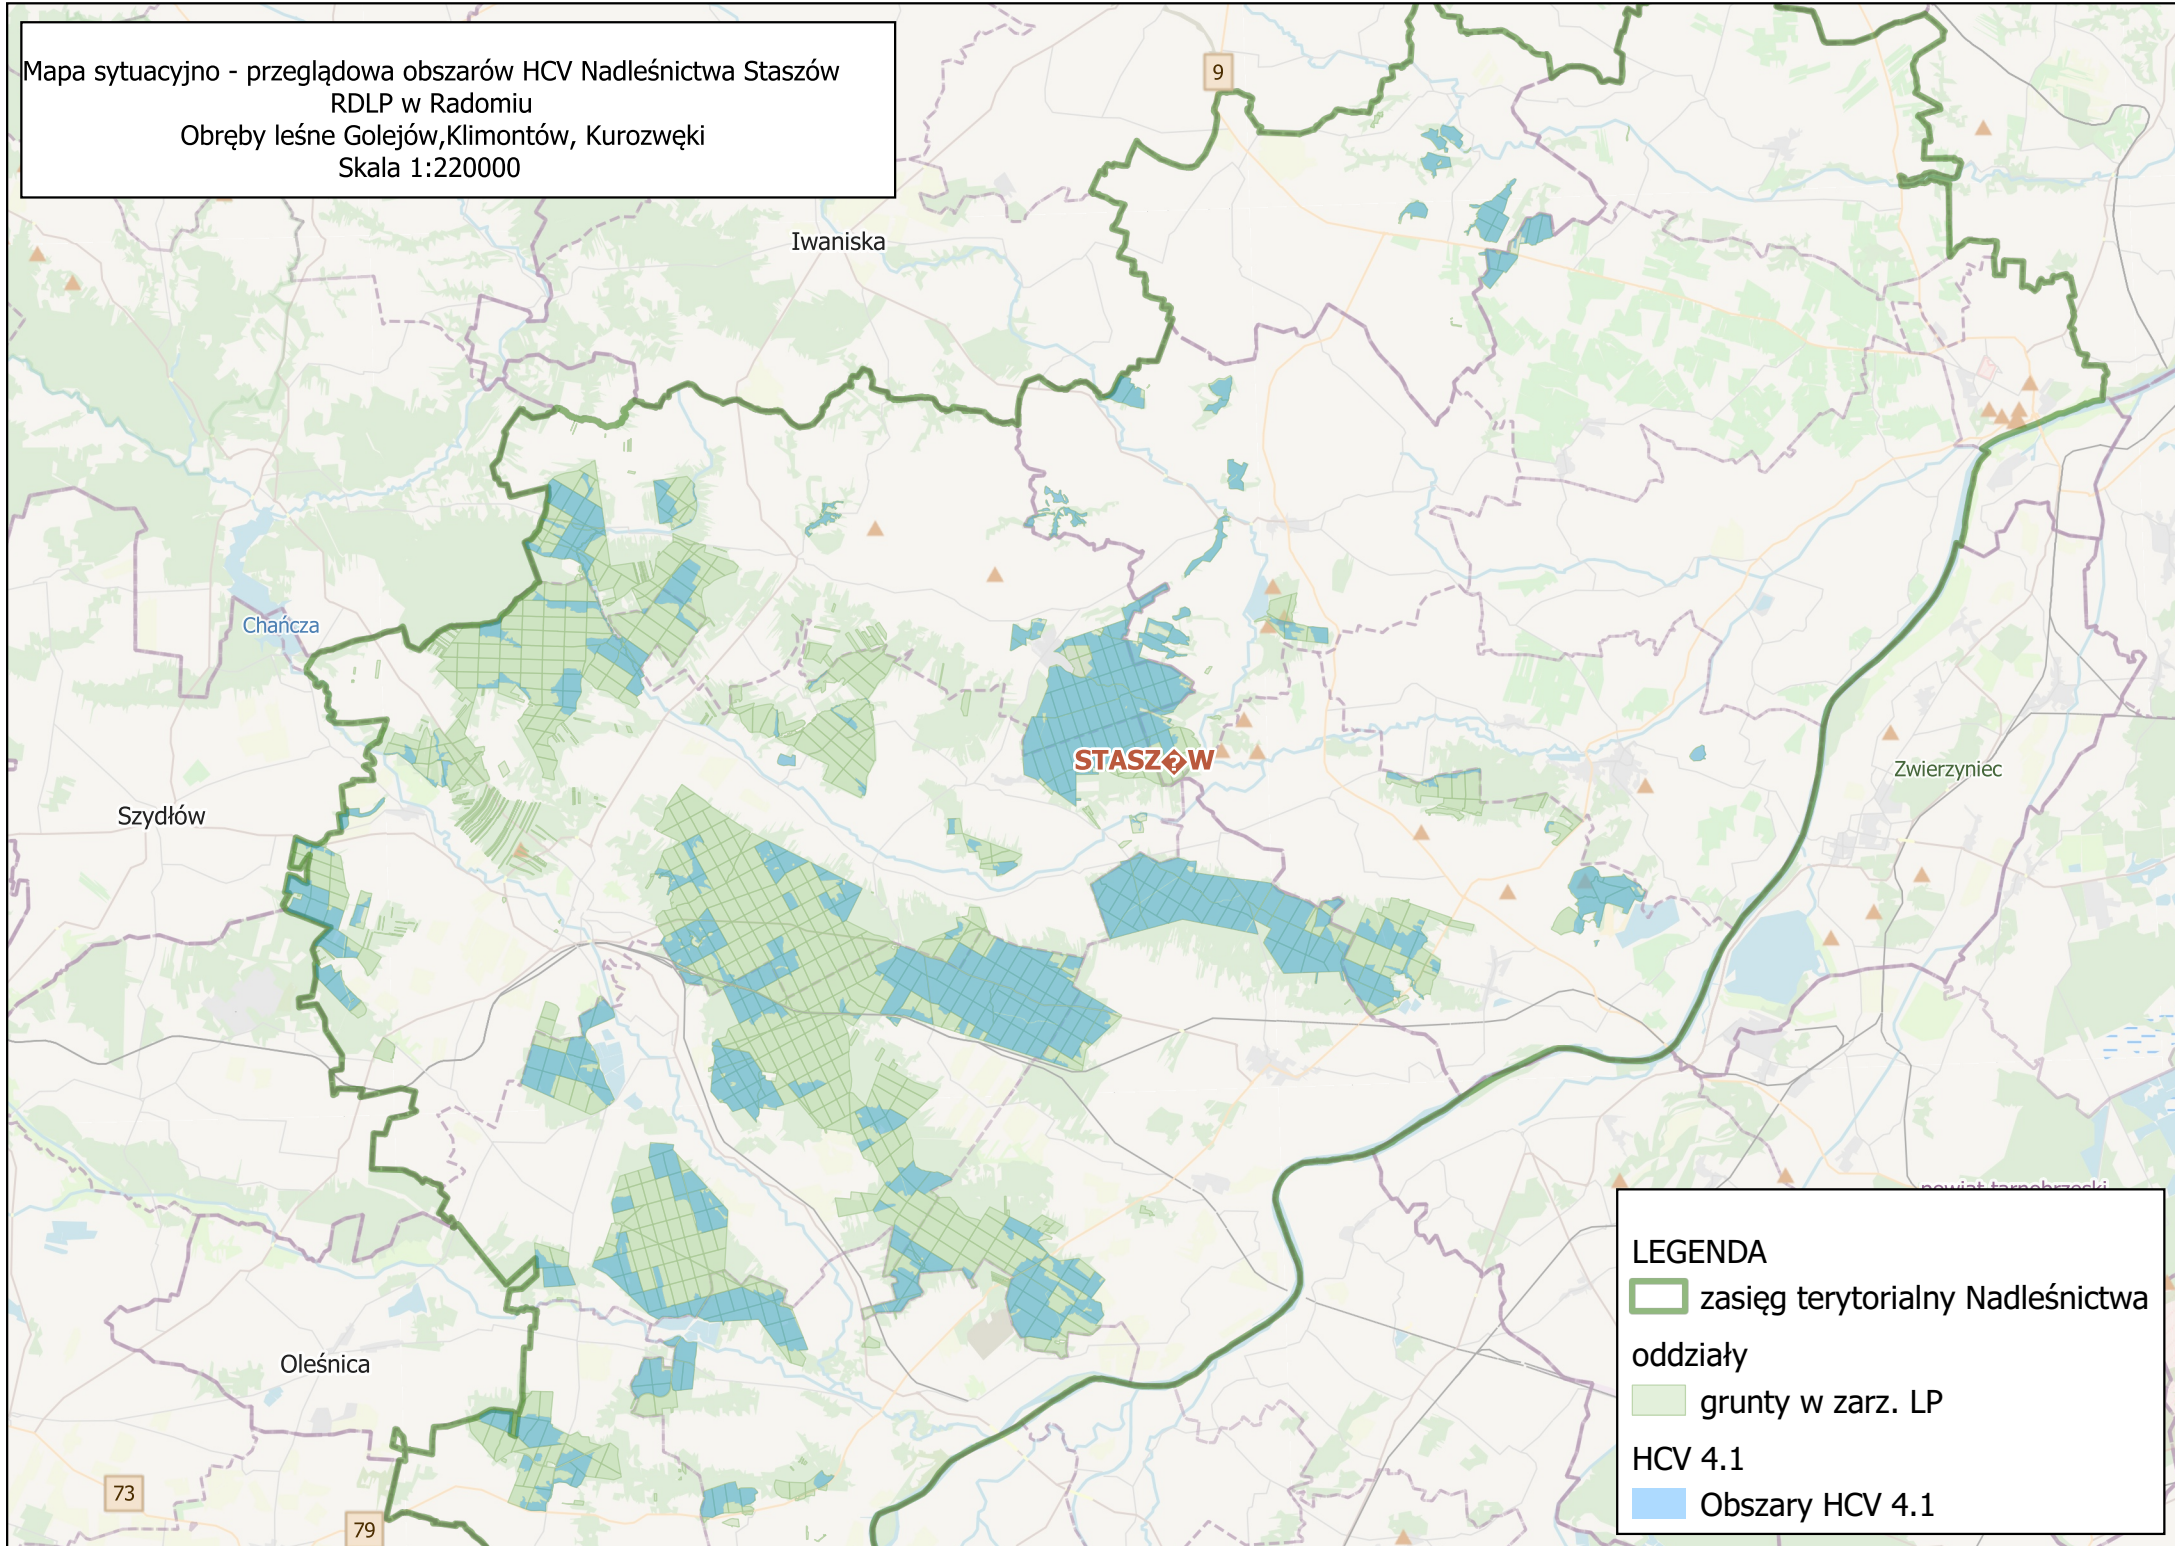 Mapa sytuacyjno - przeglądowa obszarów HCV Nadleśnictwa Staszów
RDLP w Radomiu
Obręby leśne Golejów,Klimontów, Kurozwęki
Skala 1:220000
9
Iwaniska
Chańcza
STASZ�W
Zwierzyniec
Szydłów
powiat tarnobrzeski
LEGENDA
zasięg terytorialny Nadleśnictwa
oddziały
grunty w zarz. LP
HCV 4.1
Obszary HCV 4.1
Oleśnica
73
79